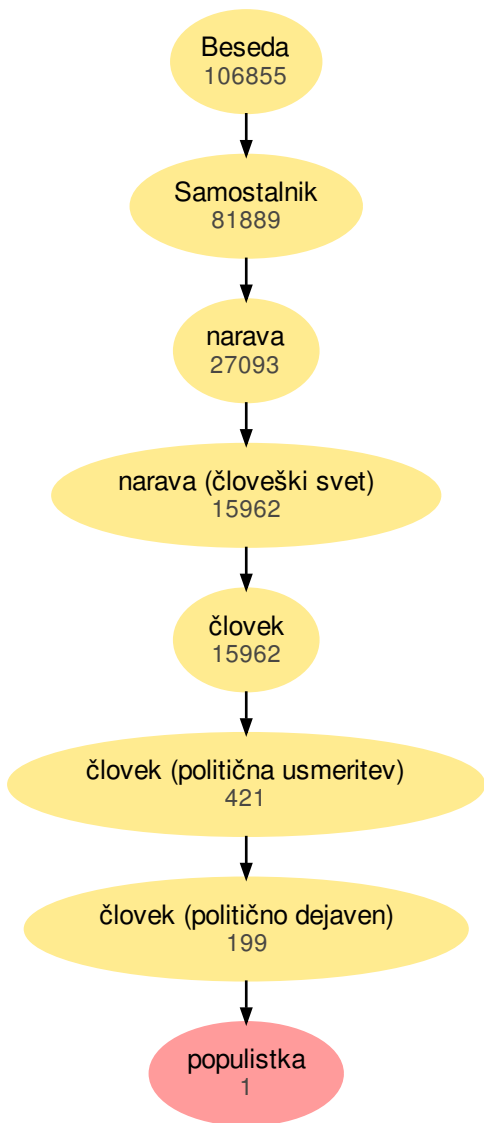 Beseda
106855
Samostalnik
81889
narava
27093
narava (človeški svet)
15962
človek
15962
človek (politična usmeritev)
421
človek (politično dejaven)
199
populistka
1